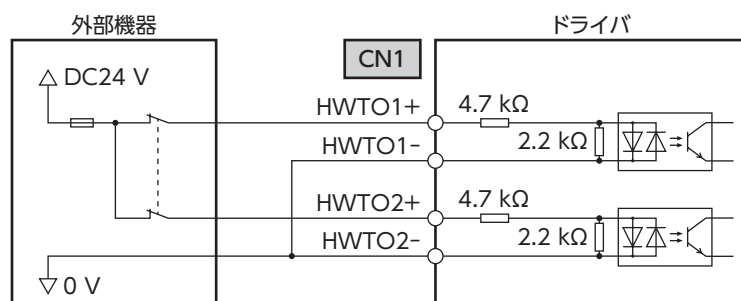 外部機器
ドライバ
CN1
DC24 V
HWTO1+
4.7 kΩ
HWTO1-
2.2 kΩ
HWTO2+
4.7 kΩ
HWTO2-
2.2 kΩ
0 V